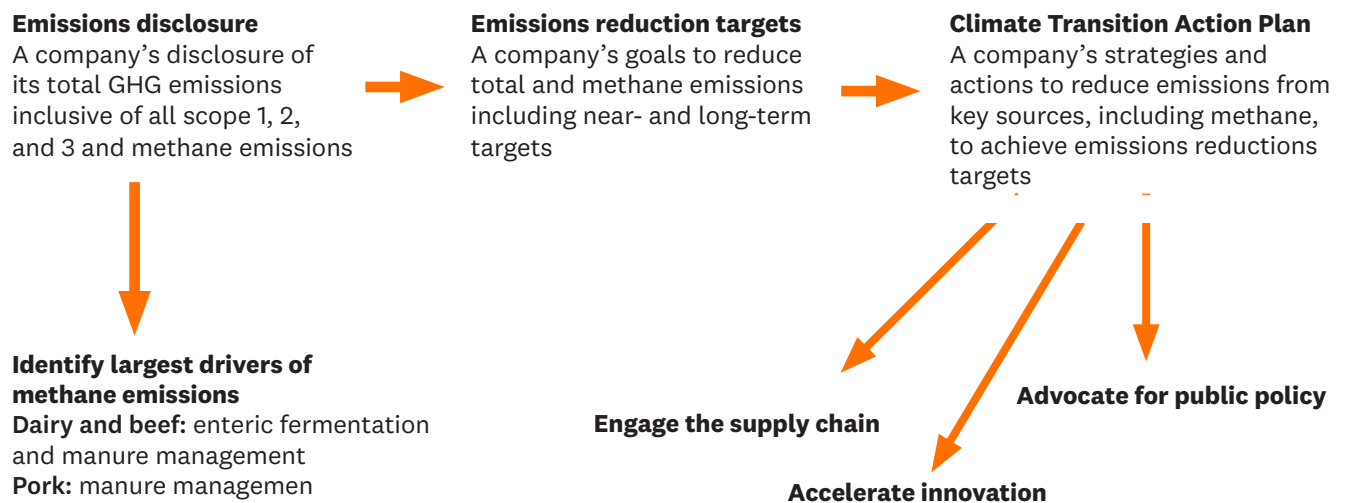 Emissions disclosure
A company’s disclosure of
its total GHG emissions
inclusive of all scope 1, 2,
and 3 and methane emissions
Emissions reduction targets
A company’s goals to reduce
total and methane emissions
including near- and long-term
targets
Climate Transition Action Plan
A company’s strategies and
actions to reduce emissions from
key sources, including methane,
to achieve emissions reductions
targets
Identify largest drivers of
methane emissions
Dairy and beef: enteric fermentation
and manure management
Pork: manure managemen
Engage the supply chain
Accelerate innovation
Advocate for public policy